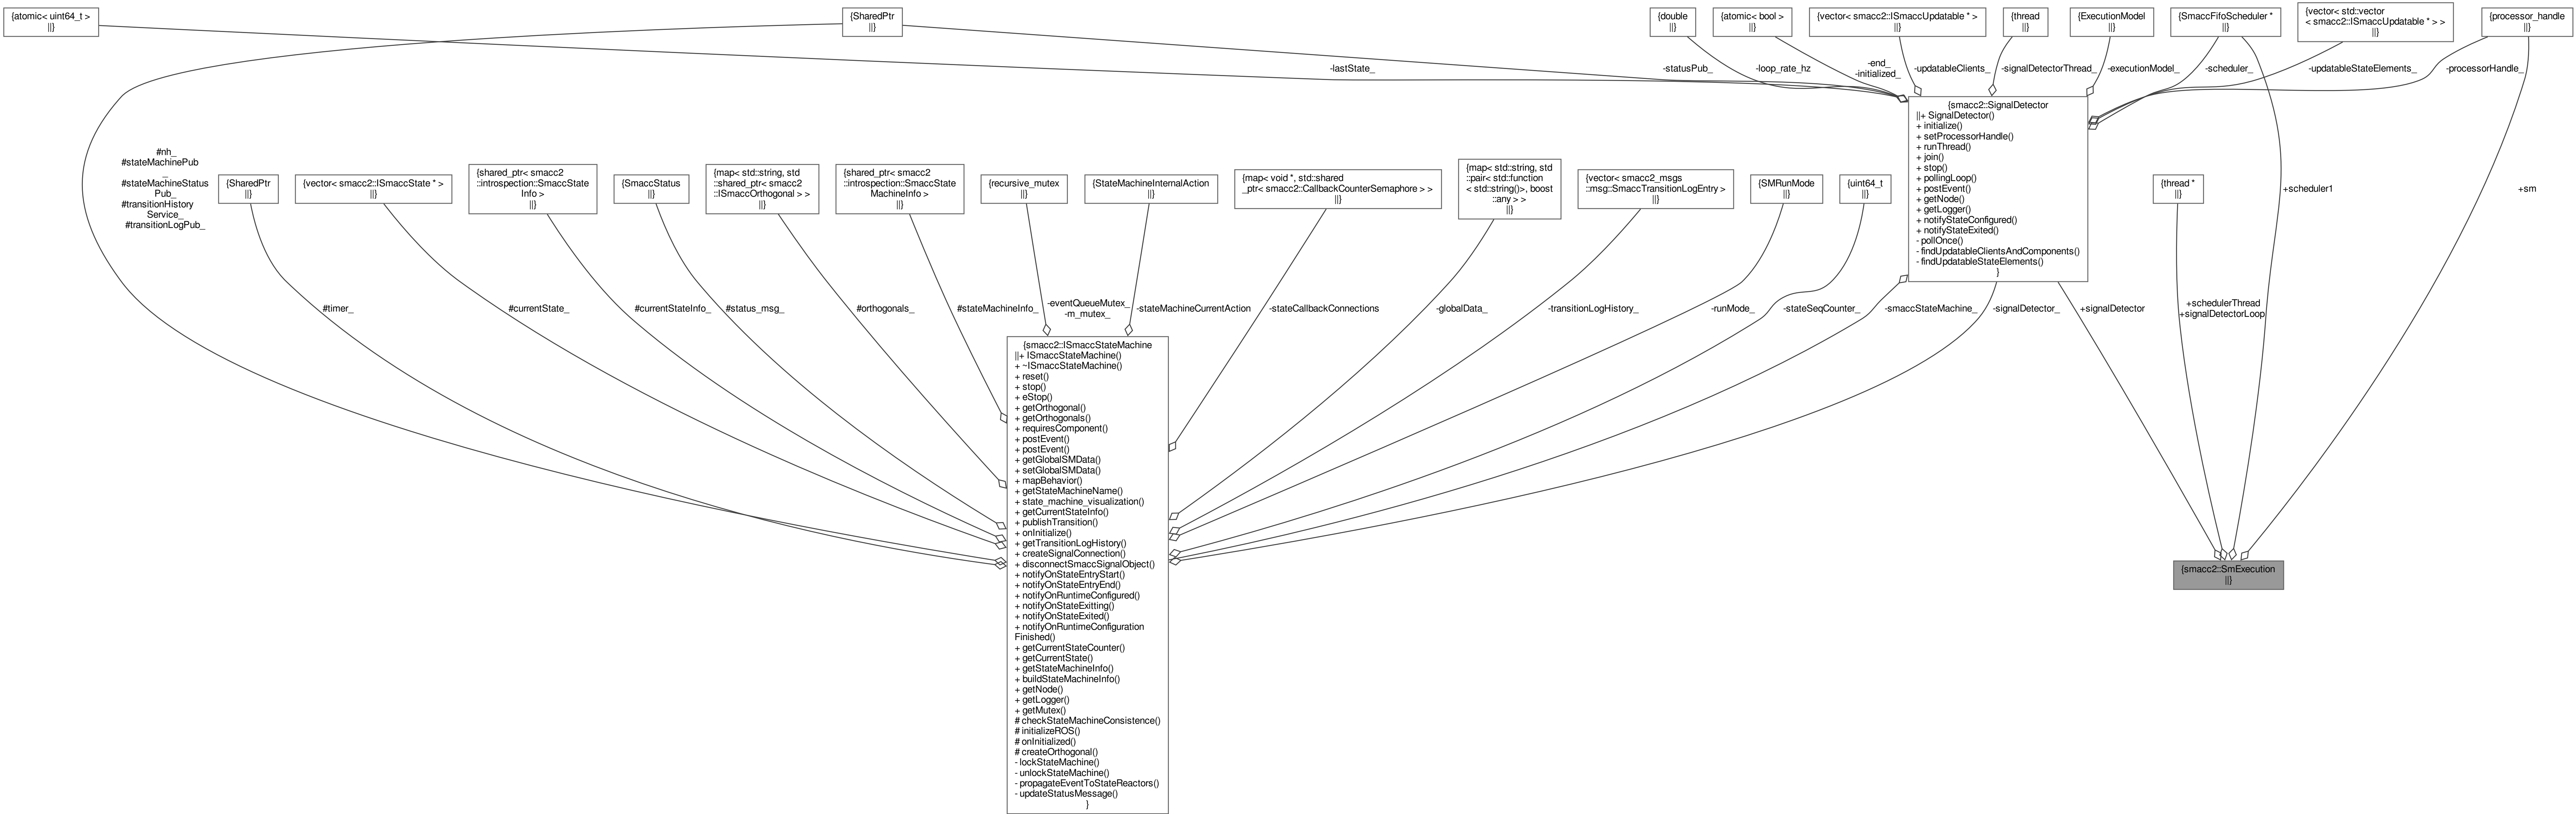 {atomic< uint64_t >
||}
{SharedPtr
||}
{double
||}
{atomic< bool >
||}
{vector< smacc2::ISmaccUpdatable * >
||}
{thread
||}
{ExecutionModel
||}
{SmaccFifoScheduler *
||}
{vector< std::vector
< smacc2::ISmaccUpdatable * > >
||}
{processor_handle
||}
-lastState_
-statusPub_
-loop_rate_hz
-end_
-initialized_
-updatableClients_
-signalDetectorThread_
-executionModel_
-scheduler_
-updatableStateElements_
-processorHandle_
{smacc2::SignalDetector
||+ SignalDetector()
+ initialize()
+ setProcessorHandle()
+ runThread()
+ join()
+ stop()
+ pollingLoop()
+ postEvent()
+ getNode()
+ getLogger()
+ notifyStateConfigured()
+ notifyStateExited()
- pollOnce()
- findUpdatableClientsAndComponents()
- findUpdatableStateElements()
}
#nh_
#stateMachinePub
_
#stateMachineStatus
Pub_
#transitionHistory
Service_
#transitionLogPub_
{SharedPtr
||}
{vector< smacc2::ISmaccState * >
||}
{shared_ptr< smacc2
::introspection::SmaccState
Info >
||}
{SmaccStatus
||}
{map< std::string, std
::shared_ptr< smacc2
::ISmaccOrthogonal > >
||}
{shared_ptr< smacc2
::introspection::SmaccState
MachineInfo >
||}
{recursive_mutex
||}
{StateMachineInternalAction
||}
{map< void *, std::shared
_ptr< smacc2::CallbackCounterSemaphore > >
||}
{map< std::string, std
::pair< std::function
< std::string()>, boost
::any > >
||}
{vector< smacc2_msgs
::msg::SmaccTransitionLogEntry >
||}
{SMRunMode
||}
{uint64_t
||}
{thread *
||}
+scheduler1
+sm
#timer_
#currentState_
#currentStateInfo_
#status_msg_
#orthogonals_
#stateMachineInfo_
-eventQueueMutex_
-m_mutex_
-stateMachineCurrentAction
-stateCallbackConnections
-globalData_
-transitionLogHistory_
-runMode_
-stateSeqCounter_
-smaccStateMachine_
-signalDetector_
+signalDetector
+schedulerThread
+signalDetectorLoop
{smacc2::ISmaccStateMachine
||+ ISmaccStateMachine()
+ ~ISmaccStateMachine()
+ reset()
+ stop()
+ eStop()
+ getOrthogonal()
+ getOrthogonals()
+ requiresComponent()
+ postEvent()
+ postEvent()
+ getGlobalSMData()
+ setGlobalSMData()
+ mapBehavior()
+ getStateMachineName()
+ state_machine_visualization()
+ getCurrentStateInfo()
+ publishTransition()
+ onInitialize()
+ getTransitionLogHistory()
+ createSignalConnection()
+ disconnectSmaccSignalObject()
+ notifyOnStateEntryStart()
+ notifyOnStateEntryEnd()
+ notifyOnRuntimeConfigured()
+ notifyOnStateExitting()
+ notifyOnStateExited()
+ notifyOnRuntimeConfiguration
Finished()
+ getCurrentStateCounter()
+ getCurrentState()
+ getStateMachineInfo()
+ buildStateMachineInfo()
+ getNode()
+ getLogger()
+ getMutex()
# checkStateMachineConsistence()
# initializeROS()
# onInitialized()
# createOrthogonal()
- lockStateMachine()
- unlockStateMachine()
- propagateEventToStateReactors()
- updateStatusMessage()
}
{smacc2::SmExecution
||}